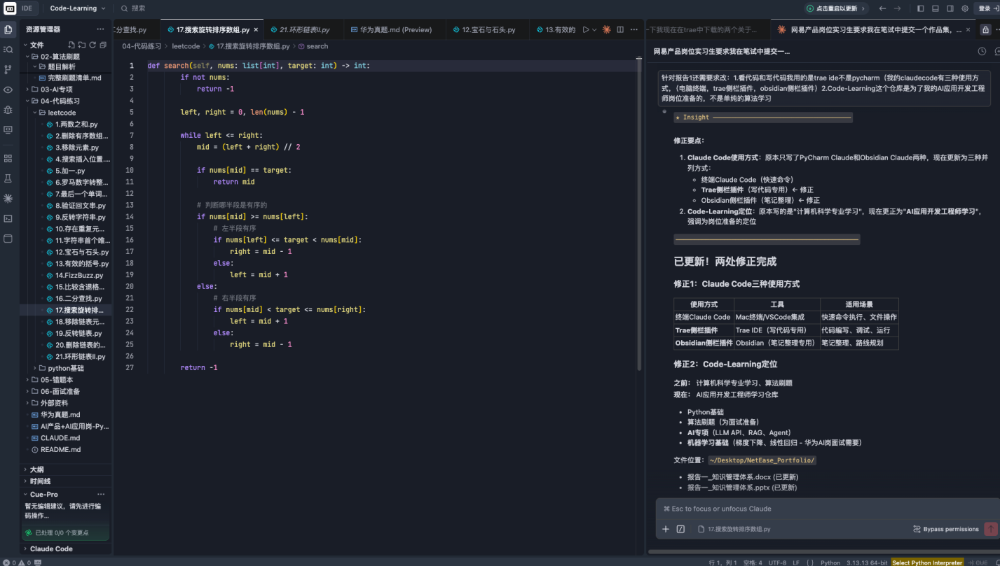 IDE
Code-Learning
搜索
点击重启以更新
登录
资源管理器
文件
02-算法刷题
题目解析
完整刷题清单.md
03-AI专项
04-代码练习
leetcode
1.两数之和.py
2.删除有序数组...
3.移除元素.py
4.搜索插入位置....
5.加一.py
6.罗马数字转整...
7.最后一个单词...
8.验证回文串.py
9.反转字符串.py
10.存在重复元...
11.字符串首个唯...
12.宝石与石头.py
13.有效的括号.py
14.FizzBuzz.py
15.比较含退格...
16.二分查找.py
17.搜索旋转排...
18.移除链表元...
19.反转链表.py
20.删除链表的...
21.环形链表II.py
python基础
05-错题本
06-面试准备
外部资料
华为真题.md
AI产品+AI应用岗-Py...
CLAUDE.md
README.md
大纲
时间线
Cue-Pro
暂无编辑建议，请先进行编
码操作...
已处理 0/0 个变更点
Claude Code
二分查找.py
17.搜索旋转排序数组.py
21.环形链表II.py
华为真题.md (Preview)
12.宝石与石头.py
13.有效的
04-代码练习 > leetcode > 17.搜索旋转排序数组.py > search
1 def search(self, nums: list[int], target: int) -> int:
2 if not nums:
3 return -1
4
5 left, right = 0, len(nums) - 1
6
7 while left <= right:
8 mid = (left + right) // 2
9
10 if nums[mid] == target:
11 return mid
12
13 # 判断哪半段是有序的
14 if nums[mid] >= nums[left]:
15 # 左半段有序
16 if nums[left] <= target < nums[mid]:
17 right = mid - 1
18 else:
19 left = mid + 1
20 else:
21 # 右半段有序
22 if nums[mid] < target <= nums[right]:
23 left = mid + 1
24 else:
25 right = mid - 1
26
27 return -1
一下我现在在trae中下载的两个关于...
网易产品岗位实习生要求我在笔试中提交一个作品集，...
网易产品岗位实习生要求我在笔试中提交一...
针对报告1还需要求改：1.看代码和写代码我用的是trae ide不是pycharm（我的claudecode有三种使用方
式，（电脑终端，trae侧栏插件，obsidian侧栏插件）2.Code-Learning这个仓库是为了我的AI应用开发工程
师岗位准备的，不是单纯的算法学习
★ Insight
修正要点：
1. Claude Code使用方式：原本只写了PyCharm Claude和Obsidian Claude两种，现在更新为三种并
列方式：
终端Claude Code（快速命令）
Trae侧栏插件（写代码专用）← 修正
Obsidian侧栏插件（笔记整理）← 修正
2. Code-Learning定位：原本写的是"计算机科学专业学习"，现在更正为"AI应用开发工程师学习"，
强调为岗位准备的定位
已更新！两处修正完成
修正1：Claude Code三种使用方式
使用方式 工具 适用场景
终端Claude Code Mac终端/VSCode集成 快速命令执行、文件操作
Trae侧栏插件 Trae IDE（写代码专用） 代码编写、调试、运行
Obsidian侧栏插件 Obsidian（笔记整理专用） 笔记整理、路线规划
修正2：Code-Learning定位
之前：计算机科学专业学习、算法刷题
现在：AI应用开发工程师学习仓库
Python基础
算法刷题（为面试准备）
AI专项（LLM API、RAG、Agent）
机器学习基础（梯度下降、线性回归 - 华为AI岗面试需要）
文件位置：~/Desktop/NetEase_Portfolio/
报告一_知识管理体系.docx (已更新)
报告一_知识管理体系.pptx (已更新)
⌘ Esc to focus or unfocus Claude
17.搜索旋转排序数组.py
Bypass permissions
0 0
行 1，列 1 空格: 4 UTF-8 LF { } Python 3.13.13 64-bit Select Python Interpreter CUE